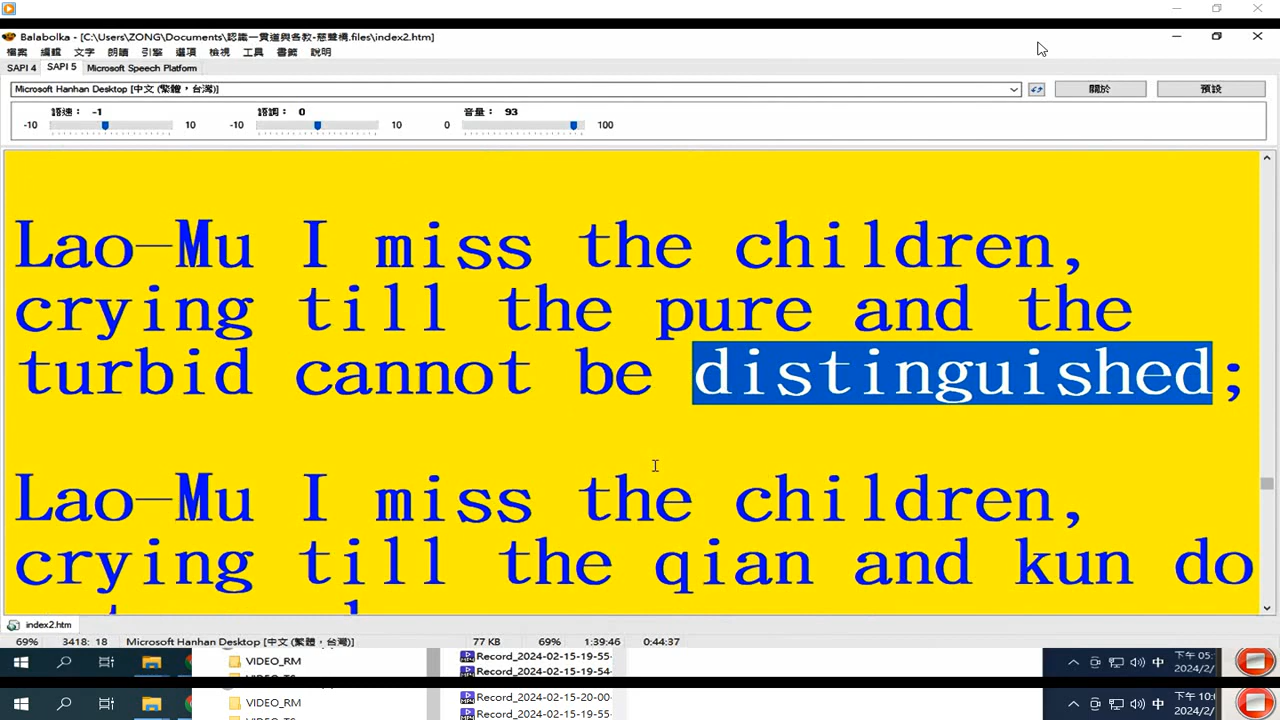 Balabolka - [C:\Users\ZONG\Documents\認識一貫道與各教-慈聲橋.files\index2.htm]
檔案 編輯 文字 朗讀 引擎 選項 檢視 工具 書籤 說明
SAPI 4 SAPI 5 Microsoft Speech Platform
Microsoft Hanhan Desktop [中文 (繁體，台灣)] 關於 預設
語速： -1 語調： 0 音量： 93
-10 10 -10 10 0 100
Lao-Mu I miss the children,
crying till the pure and the
turbid cannot be distinguished;
Lao-Mu I miss the children,
crying till the qian and kun do
index2.htm
69% 3418: 18 Microsoft Hanhan Desktop [中文 (繁體，台灣)] 77 KB 69% 1:39:46 0:44:37
VIDEO_RM Record_2024-02-15-19-55- 中 下午 05:
Record_2024-02-15-19-54- 2024/2/
VIDEO_RM Record_2024-02-15-20-00- 中 下午 10:
Record_2024-02-15-19-55- 2024/2/